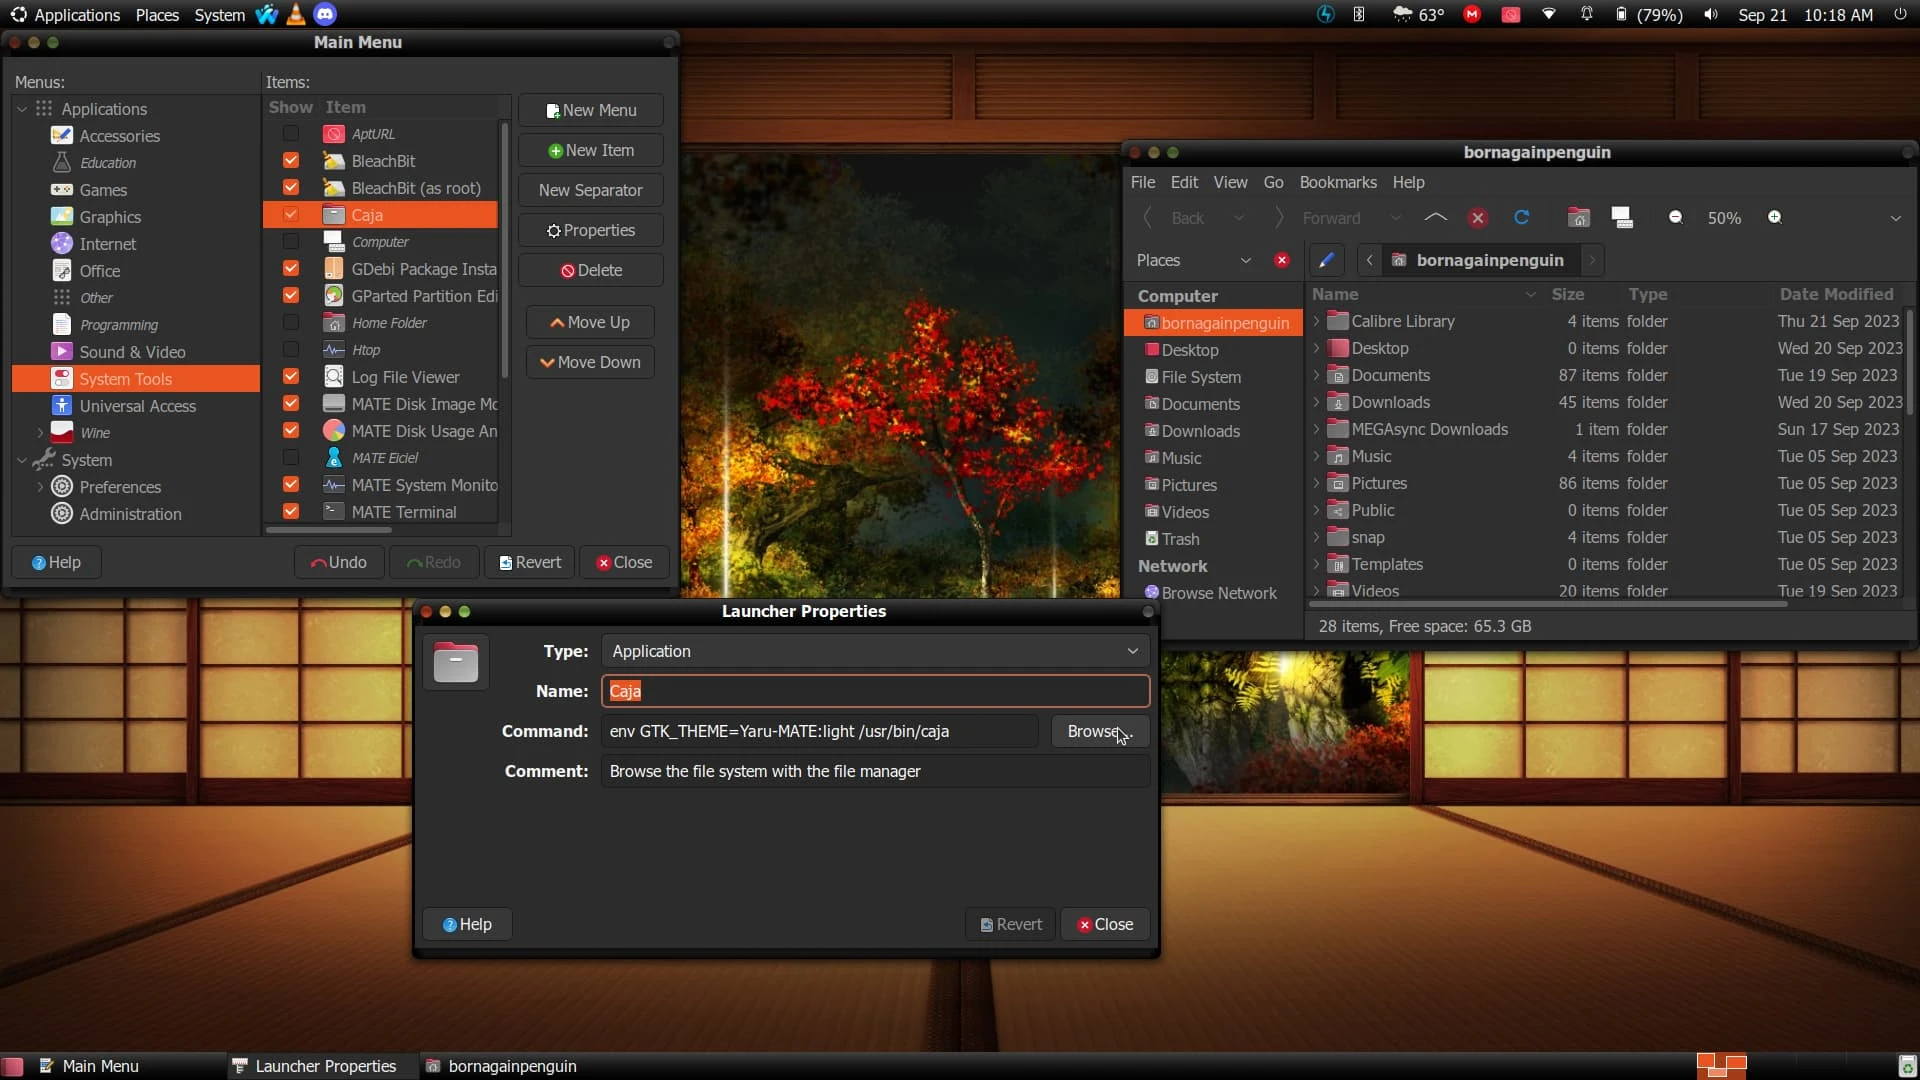 Applications Places System
63° (79%) Sep 21 10:18 AM
Main Menu
Menus:
Applications
Accessories
Education
Games
Graphics
Internet
Office
Other
Programming
Sound & Video
System Tools
Universal Access
Wine
System
Preferences
Administration
Items:
Show Item
AptURL
BleachBit
BleachBit (as root)
Caja
Computer
GDebi Package Insta
GParted Partition Edi
Home Folder
Htop
Log File Viewer
MATE Disk Image Mo
MATE Disk Usage An
MATE Eiciel
MATE System Monito
MATE Terminal
New Menu
New Item
New Separator
Properties
Delete
Move Up
Move Down
Help Undo Redo Revert Close
bornagainpenguin
File Edit View Go Bookmarks Help
Back Forward 50%
Places bornagainpenguin
Computer
bornagainpenguin
Desktop
File System
Documents
Downloads
Music
Pictures
Videos
Trash
Network
Browse Network
Name Size Type Date Modified
Calibre Library 4 items folder Thu 21 Sep 2023
Desktop 0 items folder Wed 20 Sep 2023
Documents 87 items folder Tue 19 Sep 2023
Downloads 45 items folder Wed 20 Sep 2023
MEGAsync Downloads 1 item folder Sun 17 Sep 2023
Music 4 items folder Tue 05 Sep 2023
Pictures 86 items folder Tue 05 Sep 2023
Public 0 items folder Tue 05 Sep 2023
snap 4 items folder Tue 05 Sep 2023
Templates 0 items folder Tue 05 Sep 2023
Videos 20 items folder Tue 19 Sep 2023
28 items, Free space: 65.3 GB
Launcher Properties
Type: Application
Name: Caja
Command: env GTK_THEME=Yaru-MATE:light /usr/bin/caja Browse...
Comment: Browse the file system with the file manager
Help Revert Close
Main Menu Launcher Properties bornagainpenguin